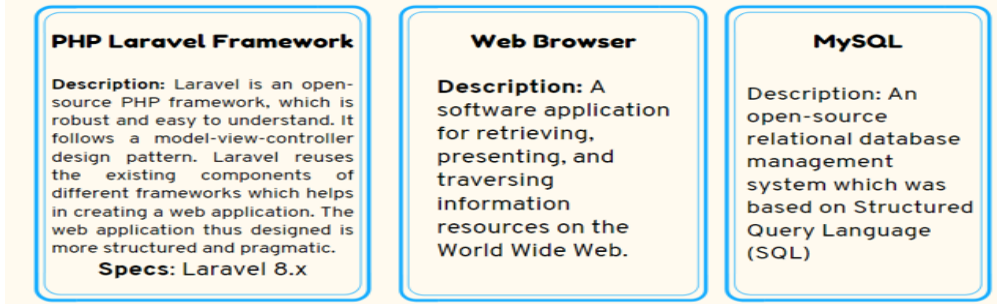 PHP Laravel Framework
Description: Laravel is an open-
source PHP framework, which is
robust and easy to understand. It
follows a model-view-controller
design pattern. Laravel reuses
the existing components of
different frameworks which helps
in creating a web application. The
web application thus designed is
more structured and pragmatic.
Specs: Laravel 8.x
Web Browser
Description: A
software application
for retrieving,
presenting, and
traversing
information
resources on the
World Wide Web.
MySQL
Description: An
open-source
relational database
management
system which was
based on Structured
Query Language
(SQL)